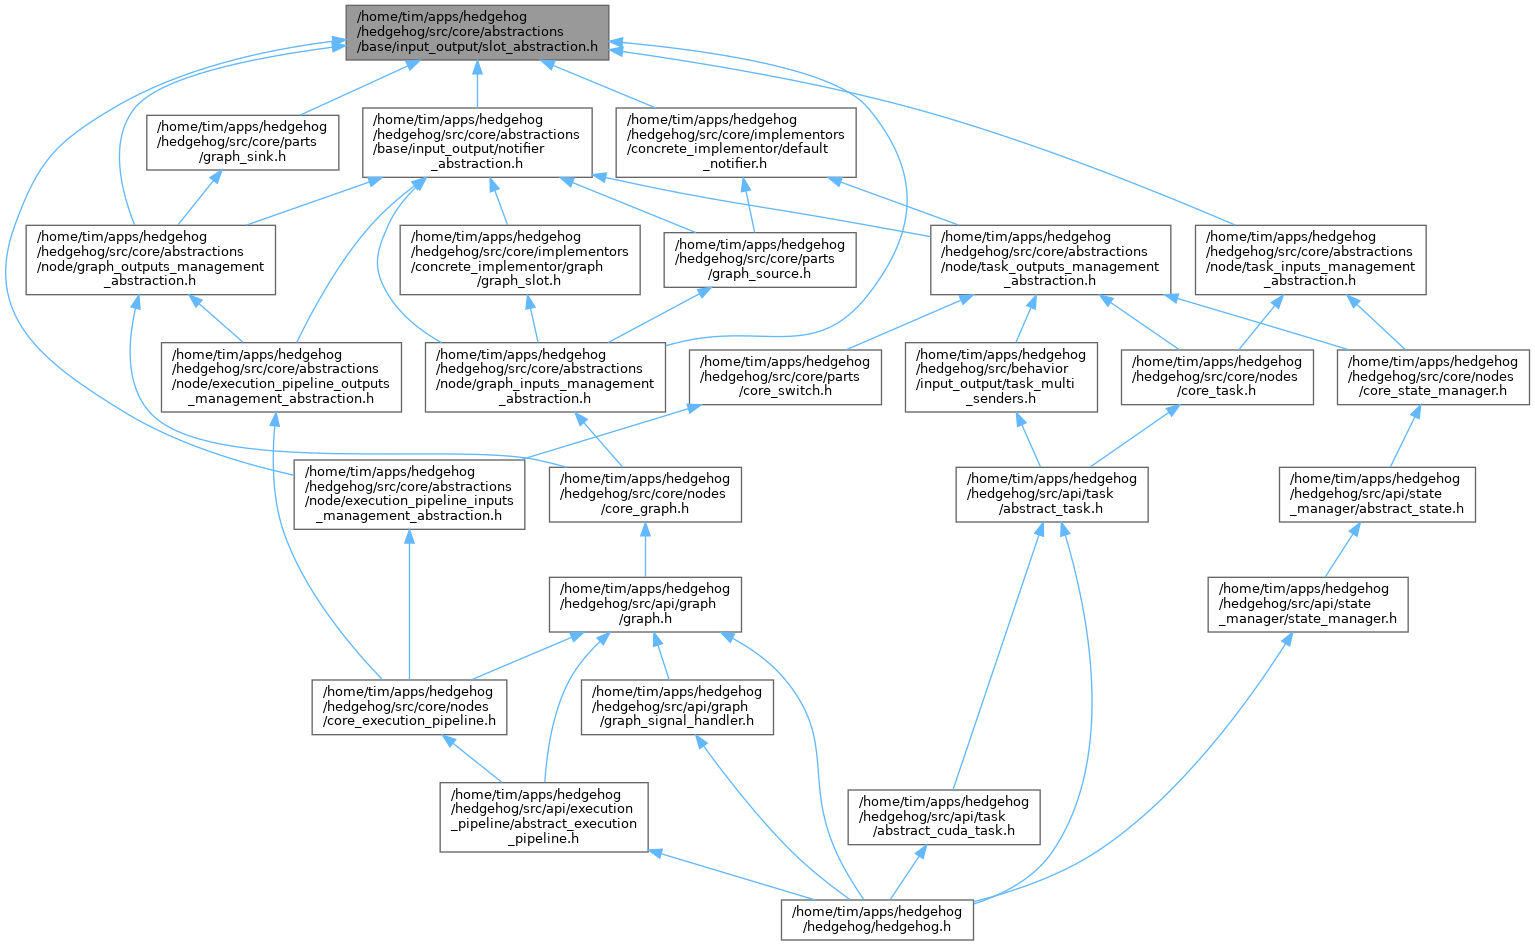 /home/tim/apps/hedgehog
/hedgehog/src/core/abstractions
/base/input_output/slot_abstraction.h
/home/tim/apps/hedgehog
/hedgehog/src/core/parts
/graph_sink.h
/home/tim/apps/hedgehog
/hedgehog/src/core/abstractions
/base/input_output/notifier
_abstraction.h
/home/tim/apps/hedgehog
/hedgehog/src/core/implementors
/concrete_implementor/default
_notifier.h
/home/tim/apps/hedgehog
/hedgehog/src/core/abstractions
/node/graph_outputs_management
_abstraction.h
/home/tim/apps/hedgehog
/hedgehog/src/core/implementors
/concrete_implementor/graph
/graph_slot.h
/home/tim/apps/hedgehog
/hedgehog/src/core/parts
/graph_source.h
/home/tim/apps/hedgehog
/hedgehog/src/core/abstractions
/node/task_outputs_management
_abstraction.h
/home/tim/apps/hedgehog
/hedgehog/src/core/abstractions
/node/task_inputs_management
_abstraction.h
/home/tim/apps/hedgehog
/hedgehog/src/core/abstractions
/node/execution_pipeline_outputs
_management_abstraction.h
/home/tim/apps/hedgehog
/hedgehog/src/core/abstractions
/node/graph_inputs_management
_abstraction.h
/home/tim/apps/hedgehog
/hedgehog/src/core/parts
/core_switch.h
/home/tim/apps/hedgehog
/hedgehog/src/behavior
/input_output/task_multi
_senders.h
/home/tim/apps/hedgehog
/hedgehog/src/core/nodes
/core_task.h
/home/tim/apps/hedgehog
/hedgehog/src/core/nodes
/core_state_manager.h
/home/tim/apps/hedgehog
/hedgehog/src/core/abstractions
/node/execution_pipeline_inputs
_management_abstraction.h
/home/tim/apps/hedgehog
/hedgehog/src/core/nodes
/core_graph.h
/home/tim/apps/hedgehog
/hedgehog/src/api/task
/abstract_task.h
/home/tim/apps/hedgehog
/hedgehog/src/api/state
_manager/abstract_state.h
/home/tim/apps/hedgehog
/hedgehog/src/api/graph
/graph.h
/home/tim/apps/hedgehog
/hedgehog/src/api/state
_manager/state_manager.h
/home/tim/apps/hedgehog
/hedgehog/src/core/nodes
/core_execution_pipeline.h
/home/tim/apps/hedgehog
/hedgehog/src/api/graph
/graph_signal_handler.h
/home/tim/apps/hedgehog
/hedgehog/src/api/execution
_pipeline/abstract_execution
_pipeline.h
/home/tim/apps/hedgehog
/hedgehog/src/api/task
/abstract_cuda_task.h
/home/tim/apps/hedgehog
/hedgehog/hedgehog.h